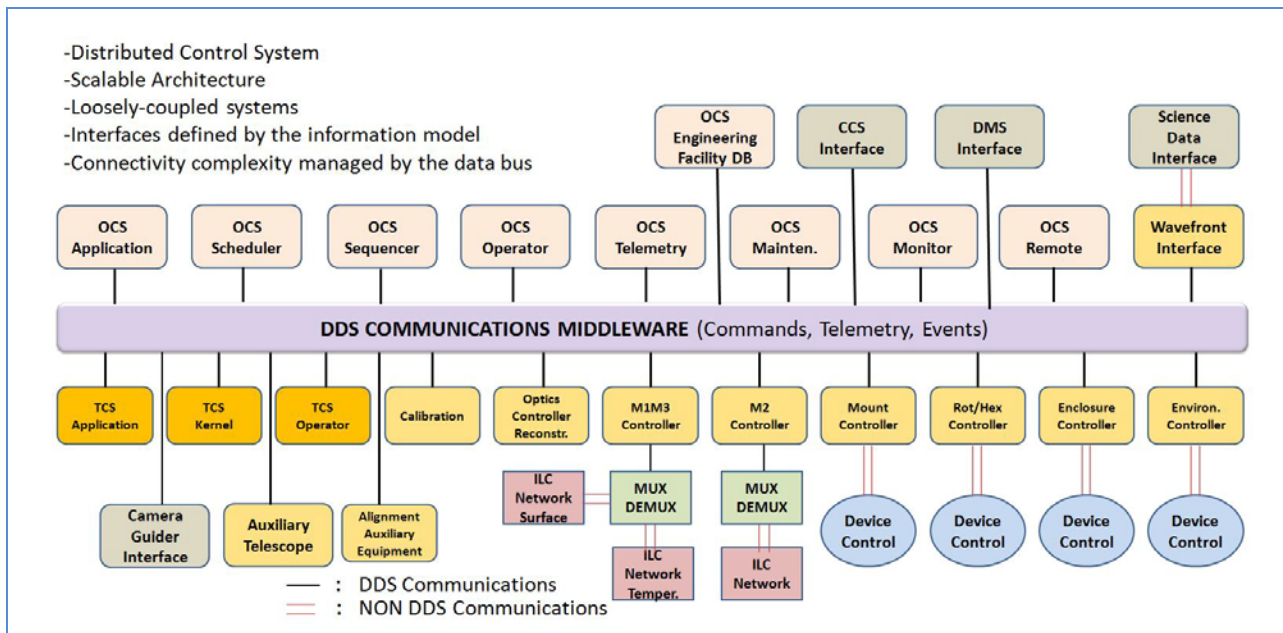 -Distributed Control System
-Scalable Architecture
-Loosely-coupled systems
-Interfaces defined by the information model
-Connectivity complexity managed by the data bus
OCS
Engineering
Facility DB
CCS
Interface
DMS
Interface
Science
Data
Interface
OCS
Application
OCS
Scheduler
OCS
Sequencer
OCS
Operator
OCS
Telemetry
OCS
Mainten.
OCS
Monitor
OCS
Remote
Wavefront
Interface
DDS COMMUNICATIONS MIDDLEWARE (Commands, Telemetry, Events)
TCS
Application
TCS
Kernel
TCS
Operator
Calibration
Optics
Controller
Reconstr.
M1M3
Controller
M2
Controller
Mount
Controller
Rot/Hex
Controller
Enclosure
Controller
Environ.
Controller
Camera
Guider
Interface
Auxiliary
Telescope
Alignment
Auxiliary
Equipment
ILC
Network
Surface
MUX
DEMUX
MUX
DEMUX
Device
Control
Device
Control
Device
Control
Device
Control
ILC
Network
Temper.
ILC
Network
: DDS Communications
: NON DDS Communications